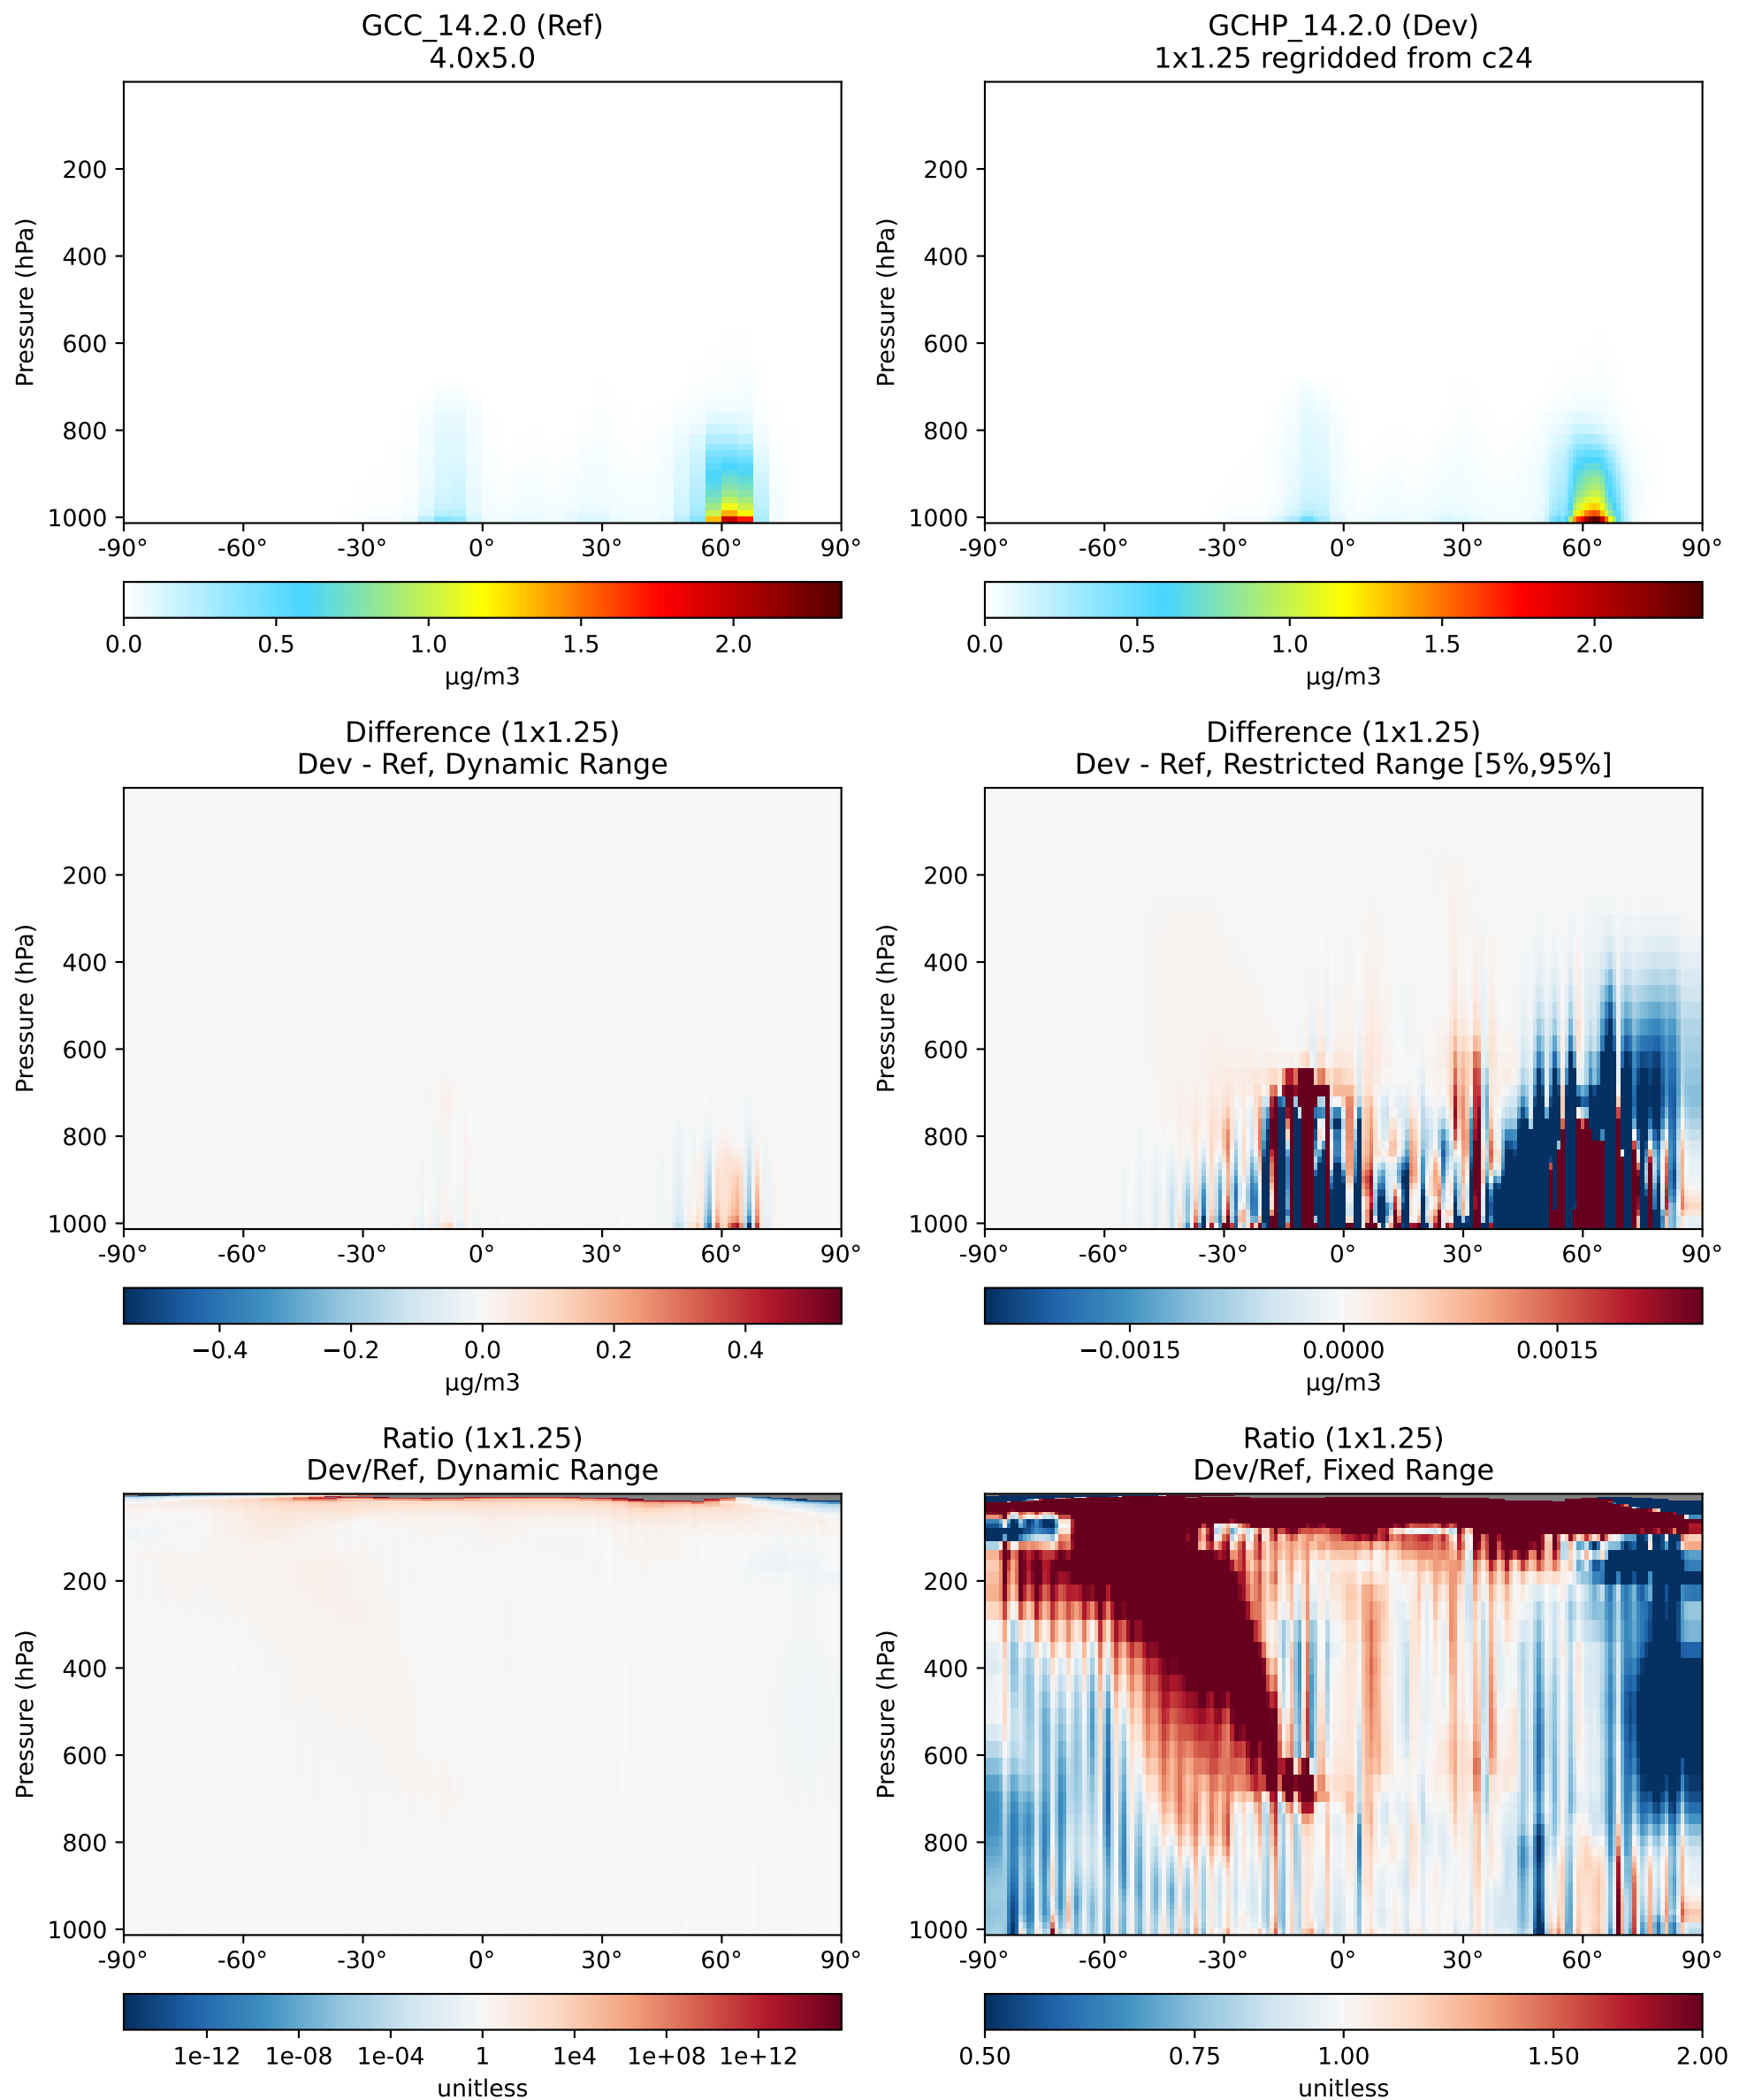 GCC_14.2.0 (Ref)
4.0x5.0
Pressure (hPa)
200
400
600
800
1000
-90° -60° -30° 0° 30° 60° 90°
0.0 0.5 1.0 1.5 2.0
µg/m3
GCHP_14.2.0 (Dev)
1x1.25 regridded from c24
Pressure (hPa)
200
400
600
800
1000
-90° -60° -30° 0° 30° 60° 90°
0.0 0.5 1.0 1.5 2.0
µg/m3
Difference (1x1.25)
Dev - Ref, Dynamic Range
Pressure (hPa)
200
400
600
800
1000
-90° -60° -30° 0° 30° 60° 90°
−0.4 −0.2 0.0 0.2 0.4
µg/m3
Difference (1x1.25)
Dev - Ref, Restricted Range [5%,95%]
Pressure (hPa)
200
400
600
800
1000
-90° -60° -30° 0° 30° 60° 90°
−0.0015 0.0000 0.0015
µg/m3
Ratio (1x1.25)
Dev/Ref, Dynamic Range
Pressure (hPa)
200
400
600
800
1000
-90° -60° -30° 0° 30° 60° 90°
1e-12 1e-08 1e-04 1 1e4 1e+08 1e+12
unitless
Ratio (1x1.25)
Dev/Ref, Fixed Range
Pressure (hPa)
200
400
600
800
1000
-90° -60° -30° 0° 30° 60° 90°
0.50 0.75 1.00 1.50 2.00
unitless